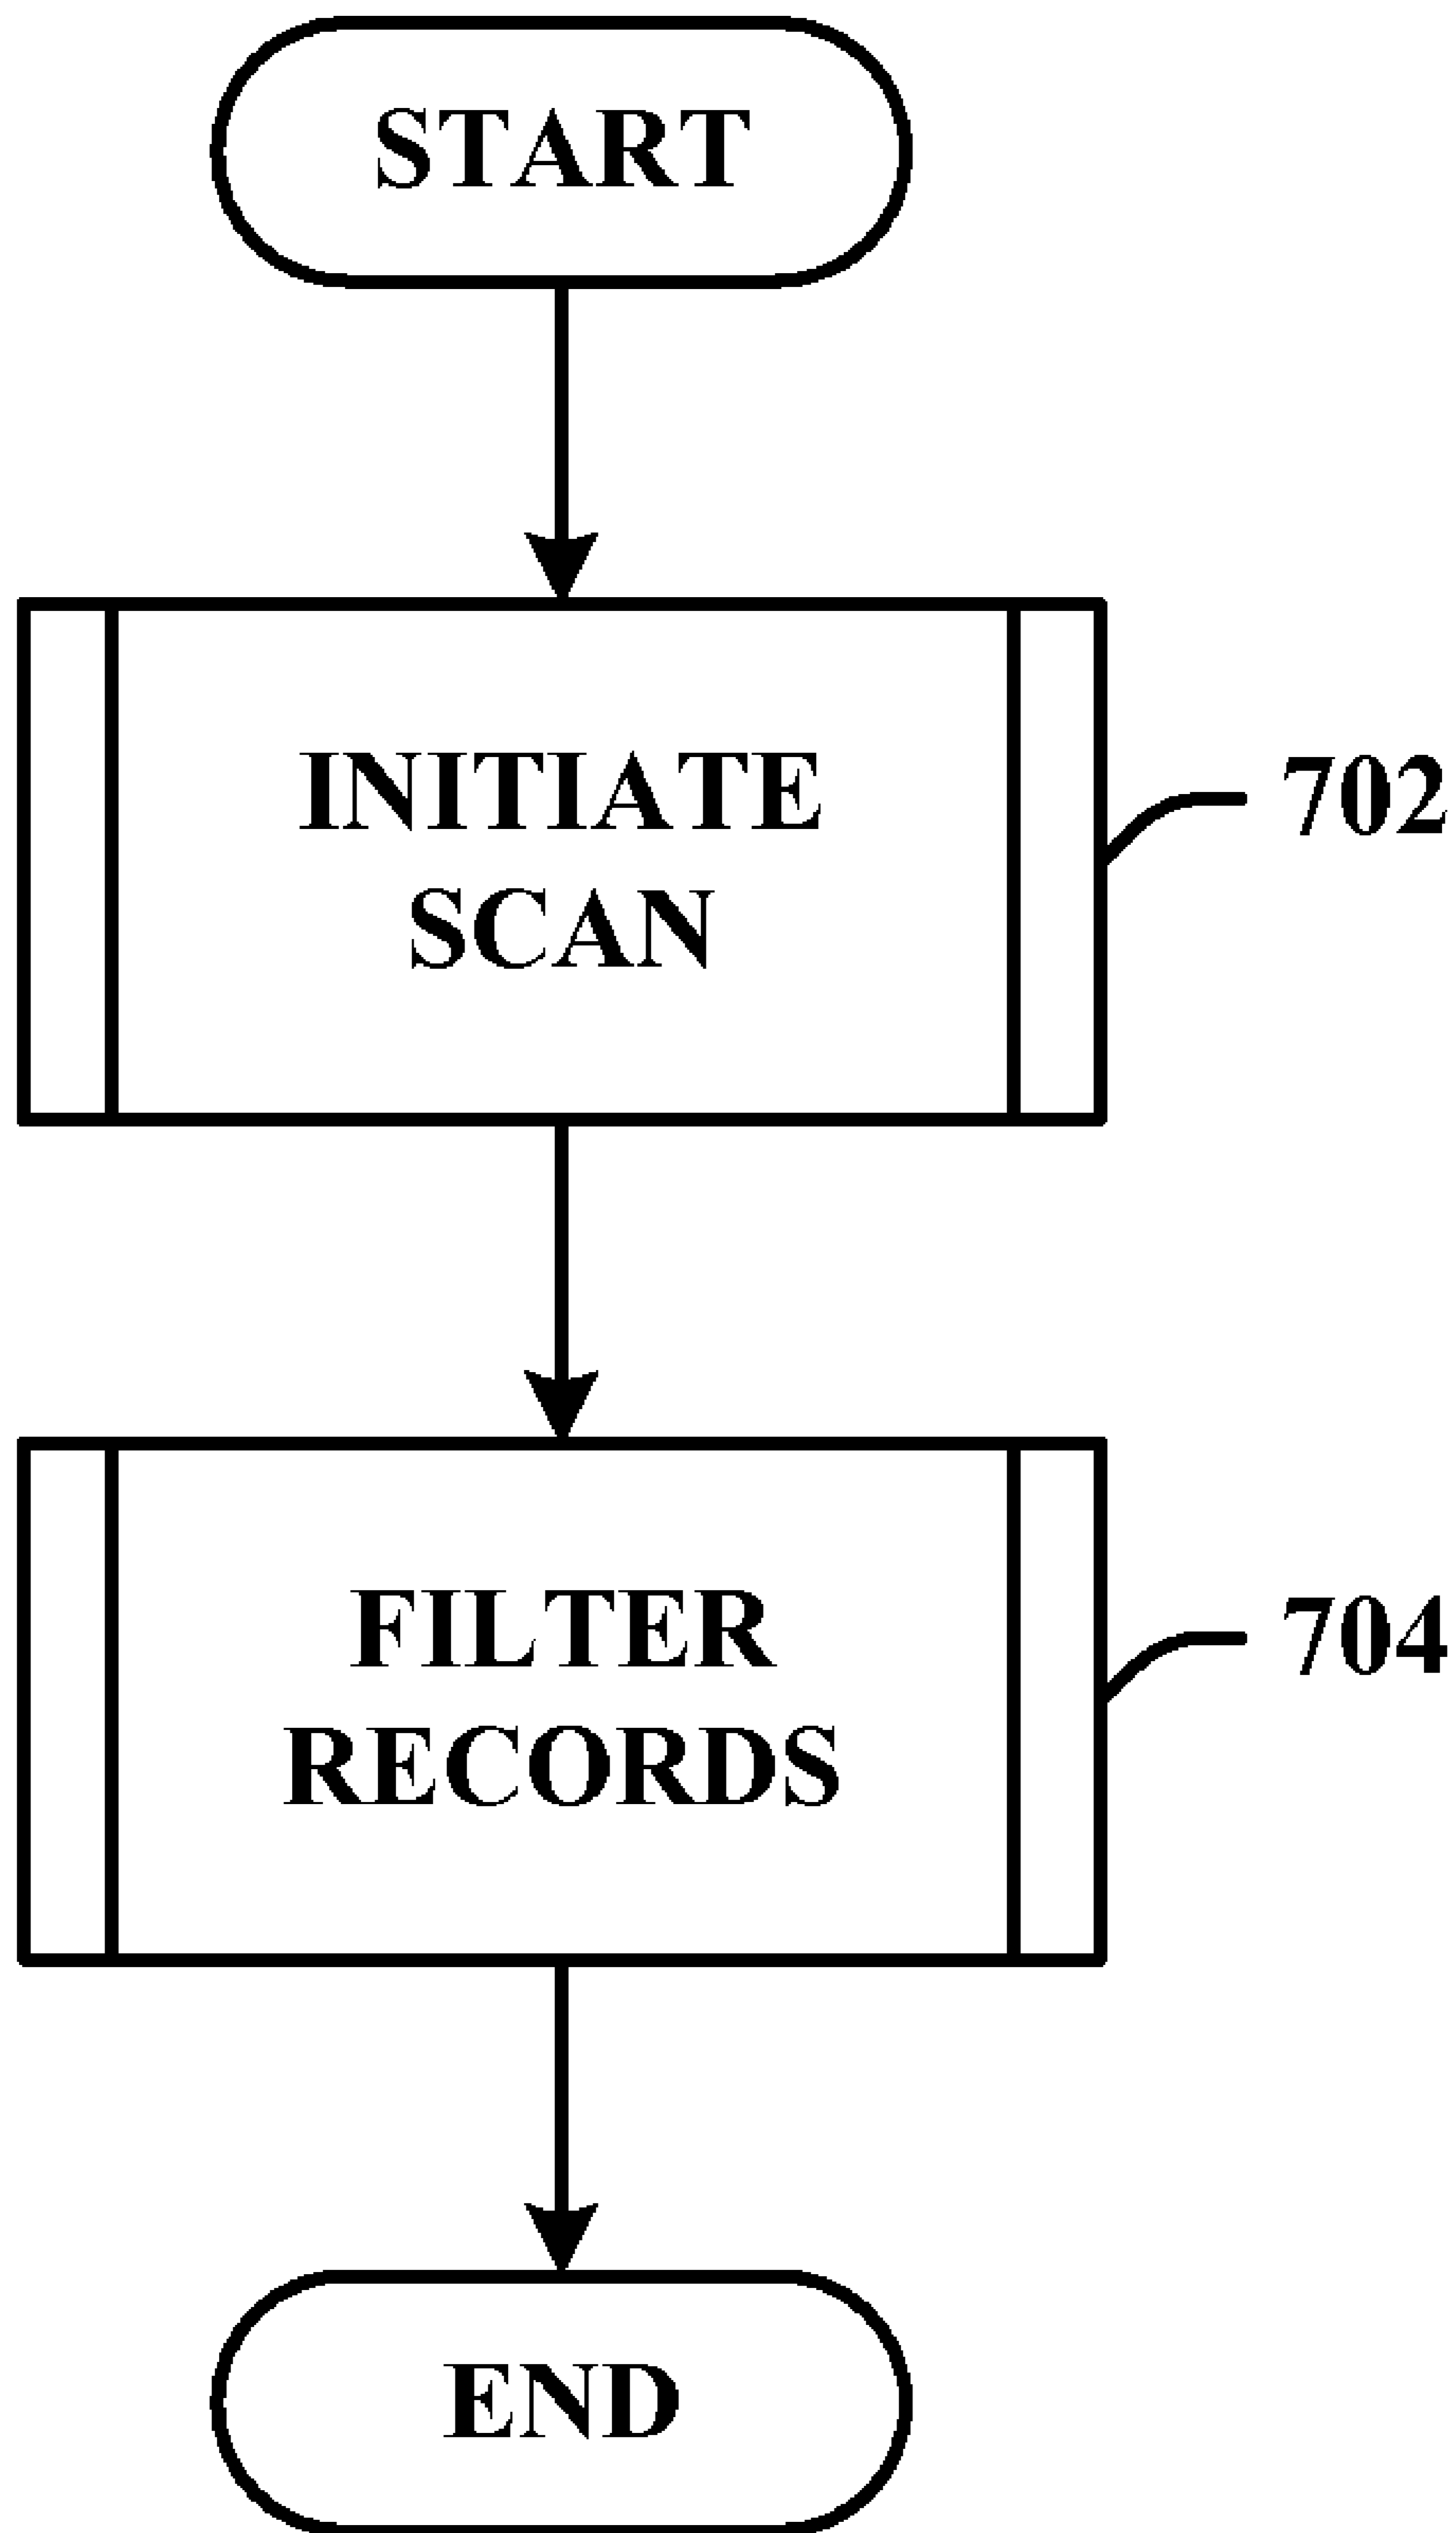 START
INITIATE
SCAN
702
FILTER
RECORDS
704
END